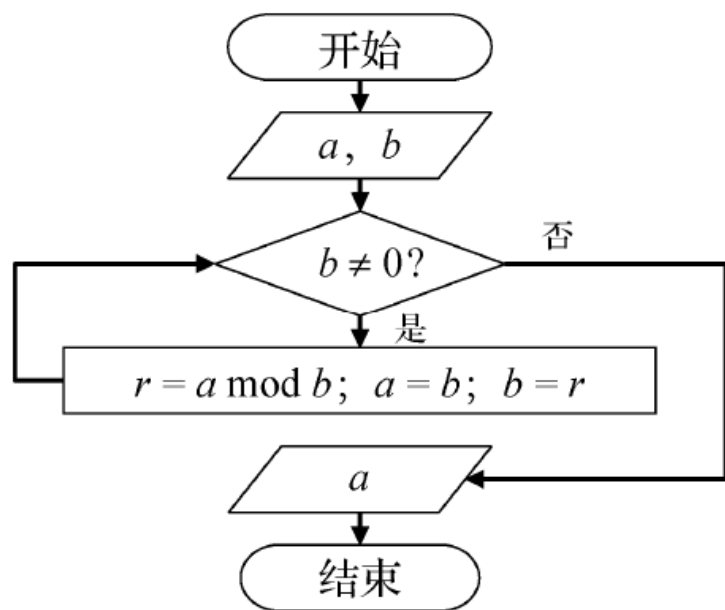 开始
a，b
b ≠ 0?
否
是
r = a mod b；a = b；b = r
a
结束